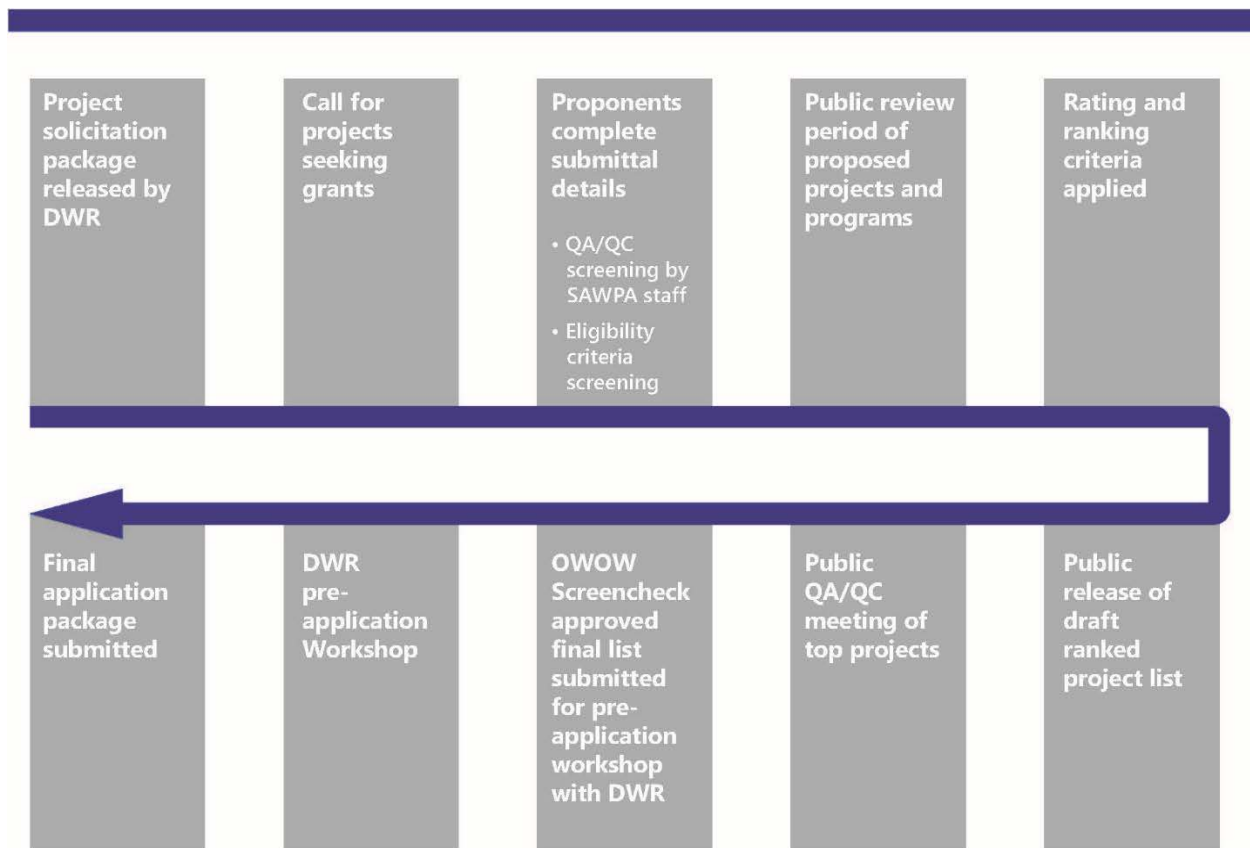 Project
solicitation
package
released by
DWR
Call for
projects
seeking
grants
Proponents
complete
submittal
details
• QA/QC
screening by
SAWPA staff
• Eligibility
criteria
screening
Public review
period of
proposed
projects and
programs
Rating and
ranking
criteria
applied
Public
release of
draft
ranked
project list
Public
QA/QC
meeting of
top projects
OWOW
Screencheck
approved
final list
submitted
for pre-
application
workshop
with DWR
DWR
pre-
application
Workshop
Final
application
package
submitted